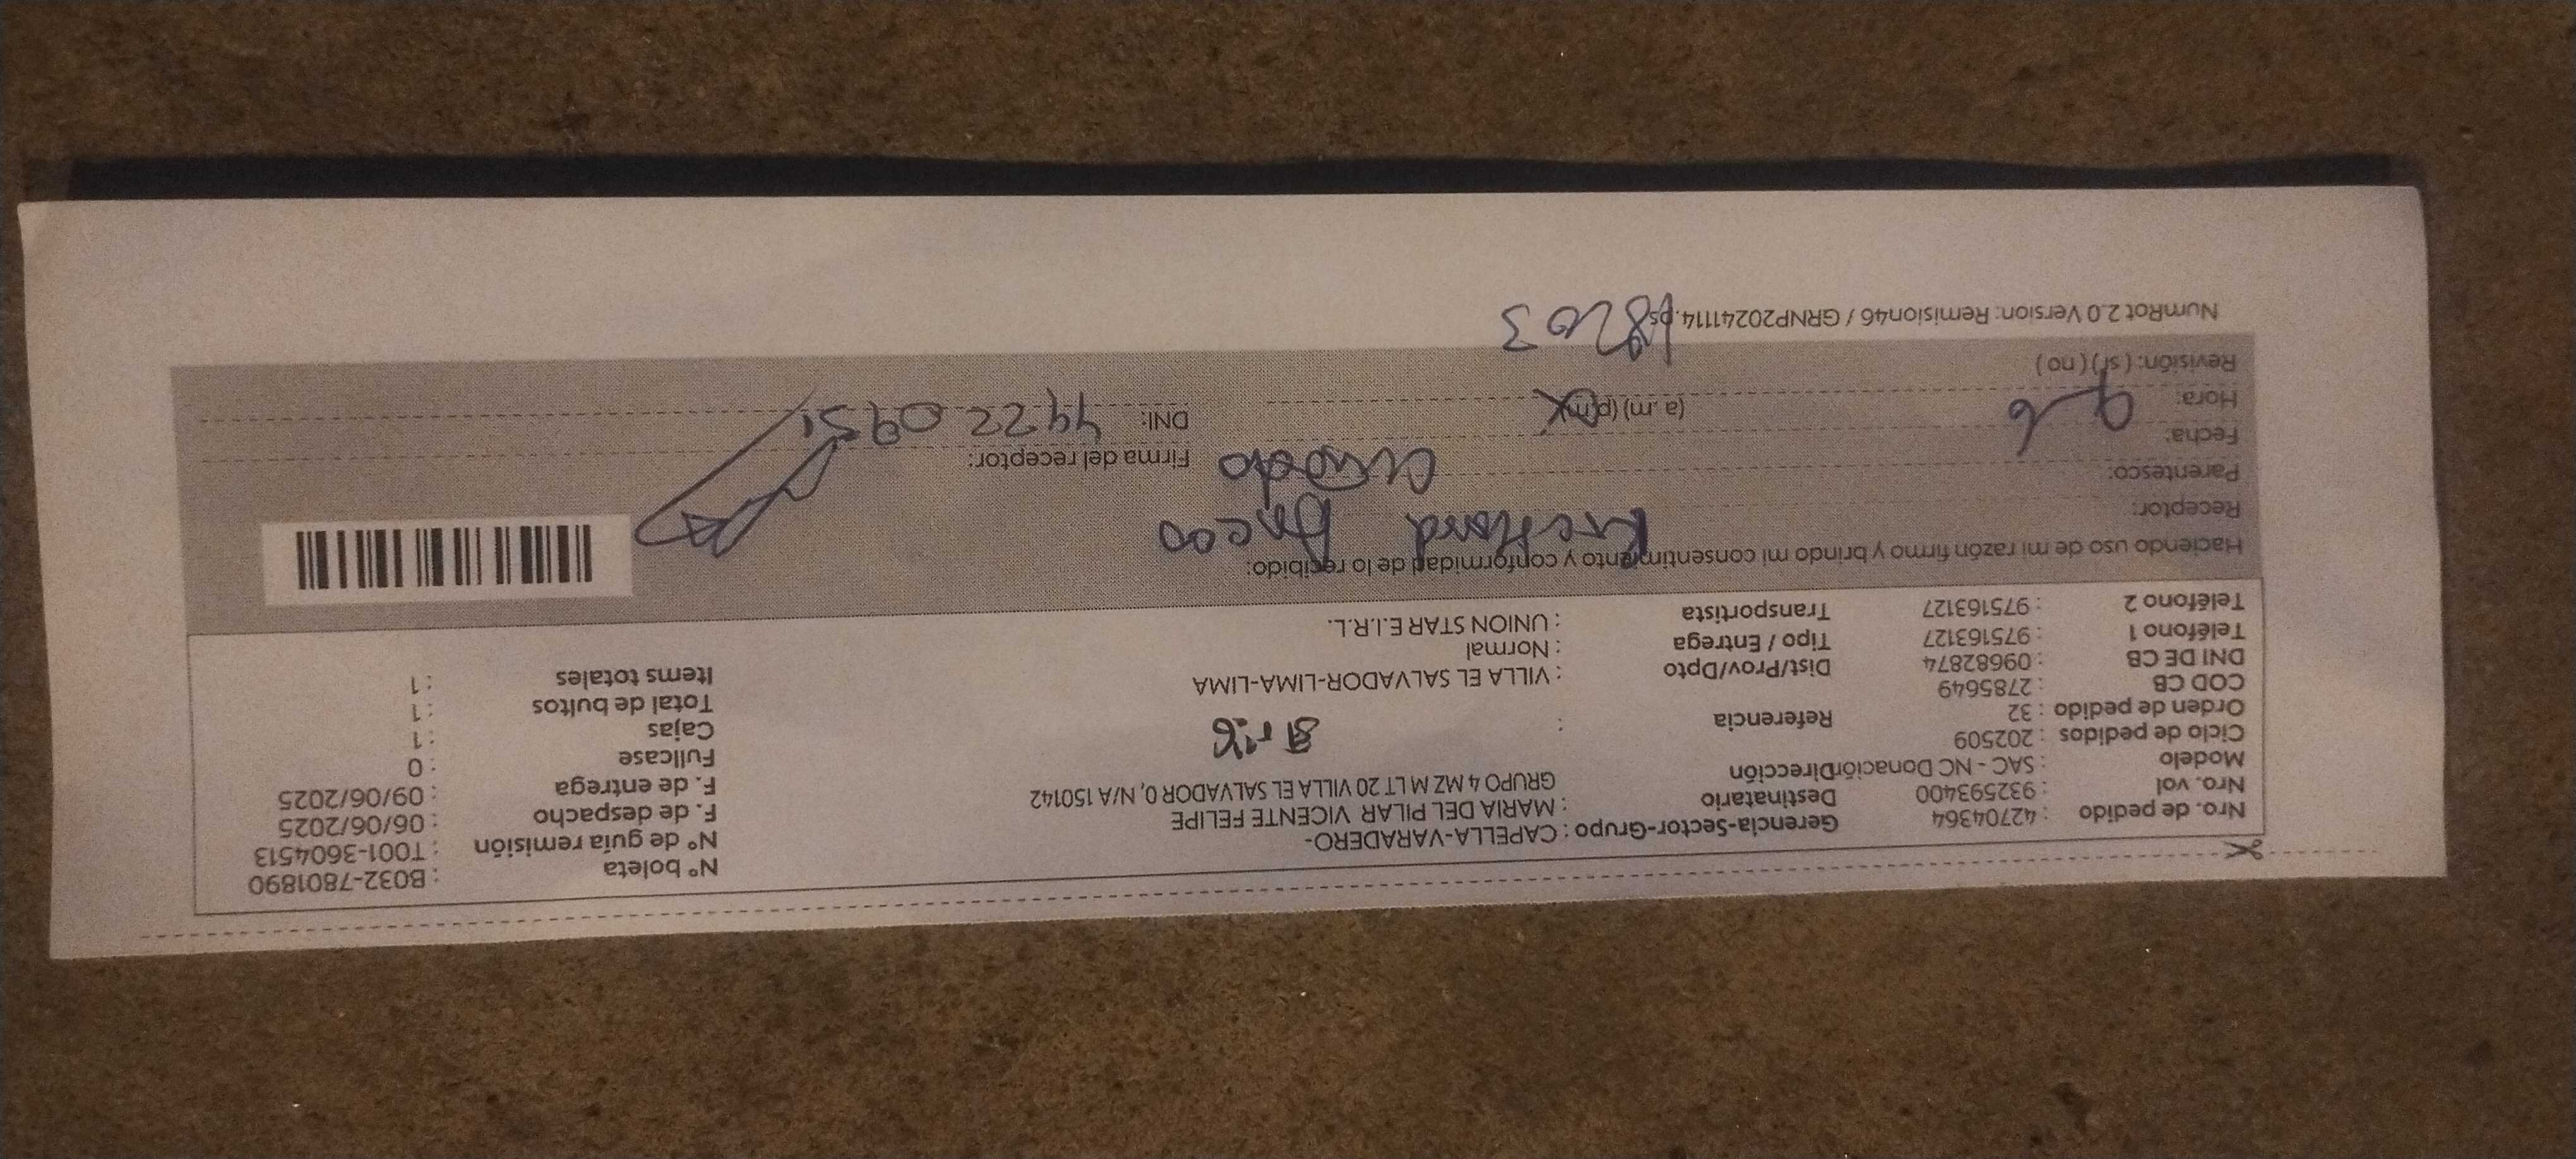 Nro. de pedido : 42704364 Gerencia-Sector-Grupo : CAPELLA-VARADERO- N° boleta : B032-7801890
Nro. vol : 932593400 Destinatario : MARIA DEL PILAR VICENTE FELIPE N° de guía remisión : T001-3604513
Modelo : SAC - NC Donación Dirección GRUPO 4 MZ M LT 20 VILLA EL SALVADOR 0, N/A 150142 F. de despacho : 06/06/2025
Ciclo de pedidos : 202509 F. de entrega : 09/06/2025
Orden de pedido : 32 Referencia : Fullcase : 0
COD CB : 2785649 Cajas : 1
DNI DE CB : 09682874 Dist/Prov/Dpto : VILLA EL SALVADOR-LIMA-LIMA Total de bultos : 1
Teléfono 1 : 975163127 Tipo / Entrega : Normal Items totales : 1
Teléfono 2 : 975163127 Transportista : UNION STAR E.I.R.L.
Haciendo uso de mi razón firmo y brindo mi consentimiento y conformidad de lo recibido:
Receptor:
Parentesco:
Fecha: Firma del receptor:
Hora: (a.m) (p.m) DNI:
Revisión: ( sí ) ( no )
NumRot 2.0 Version: Remision46 / GRNP20241114.ps